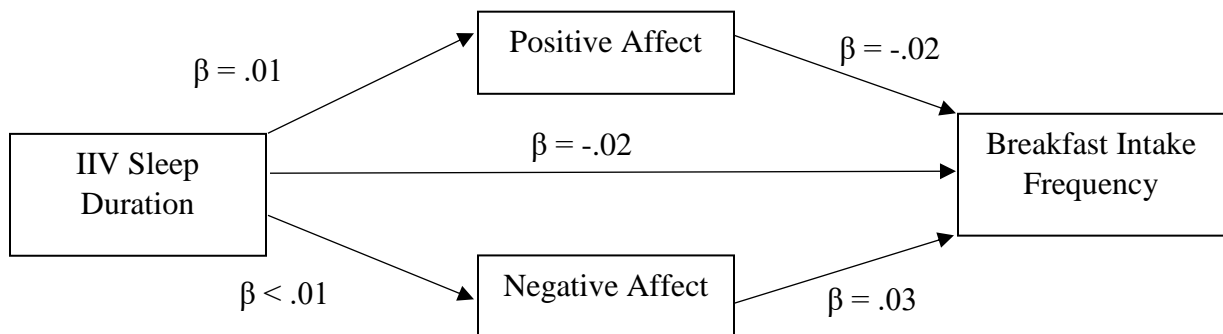 Positive Affect
β = .01
β = -.02
IIV Sleep
Duration
β = -.02
Breakfast Intake
Frequency
β < .01
Negative Affect
β = .03